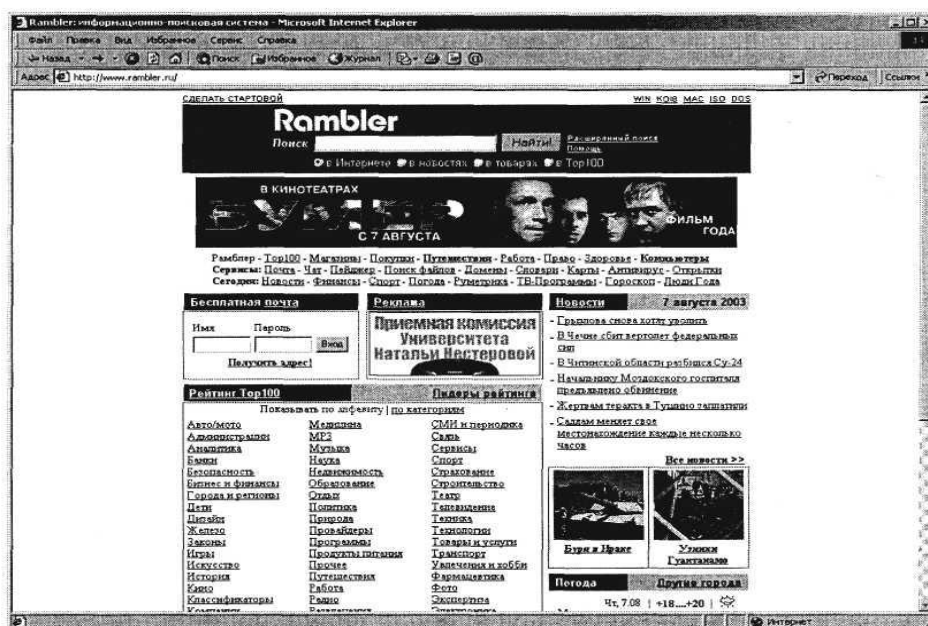 Rambler: информационно-поисковая система - Microsoft Internet Explorer
Файл Правка Вид Избранное Сервис Справка
Назад Поиск Избранное Журнал
Адрес http://www.rambler.ru/ Переход Ссылки
СДЕЛАТЬ СТАРТОВОЙ WIN KOI8 MAC ISO DOS
Rambler
Поиск Найти! Расширенный поиск
Помощь
в Интернете в новостях в товарах в Top100
В КИНОТЕАТРАХ
С 7 АВГУСТА
ФИЛЬМ
ГОДА
Рамблер - Top100 - Магазины - Покупки - Путешествия - Работа - Право - Здоровье - Компьютеры
Сервисы: Почта - Чат - Пейджер - Поиск файлов - Домены - Словари - Карты - Антивирус - Открытки
Сегодня: Новости - Финансы - Спорт - Погода - Руметрика - ТВ-Программы - Гороскоп - Люди Года
Бесплатная почта
Имя Пароль
Вход
Получить адрес!
Реклама
Приемная комиссия
Университета
Натальи Нестеровой
Новости 7 августа 2003
- Грызлова снова хотят уволить
- В Чечне сбит вертолет федеральных
сил
- В Читинской области разбился Су-24
- Начальнику Моздокского госпиталя
предъявлено обвинение
- Жертвам теракта в Тушино заплатили
- Саддам меняет свое
местонахождение каждые несколько
часов
Все новости >>
Буря в Ираке
Узники
Гуантанамо
Погода Другие города
Чт, 7.08 | +18....+20 |
Рейтинг Top100 Лидеры рейтинга
Показывать по алфавиту | по категориям
Авто/мото
Администрации
Аналитика
Банки
Безопасность
Бизнес и финансы
Города и регионы
Дети
Дизайн
Железо
Законы
Игры
Искусство
История
Кино
Классификаторы
Компании
Медицина
MP3
Музыка
Наука
Недвижимость
Образование
Отдых
Политика
Природа
Провайдеры
Программы
Продукты питания
Прочее
Путешествия
Работа
Радио
Развлечения
СМИ и периодика
Связь
Сервисы
Спорт
Страхование
Строительство
Театр
Телевидение
Техника
Технологии
Товары и услуги
Транспорт
Увлечения и хобби
Фармацевтика
Фото
Экспертиза
Электроника
Интернет